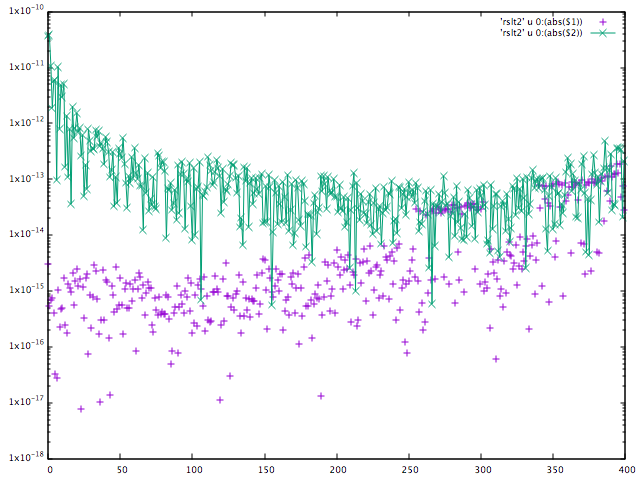 1x10⁻¹⁰
'rslt2' u 0:(abs($1))
'rslt2' u 0:(abs($2))
1x10⁻¹¹
1x10⁻¹²
1x10⁻¹³
1x10⁻¹⁴
1x10⁻¹⁵
1x10⁻¹⁶
1x10⁻¹⁷
1x10⁻¹⁸
0 50 100 150 200 250 300 350 400